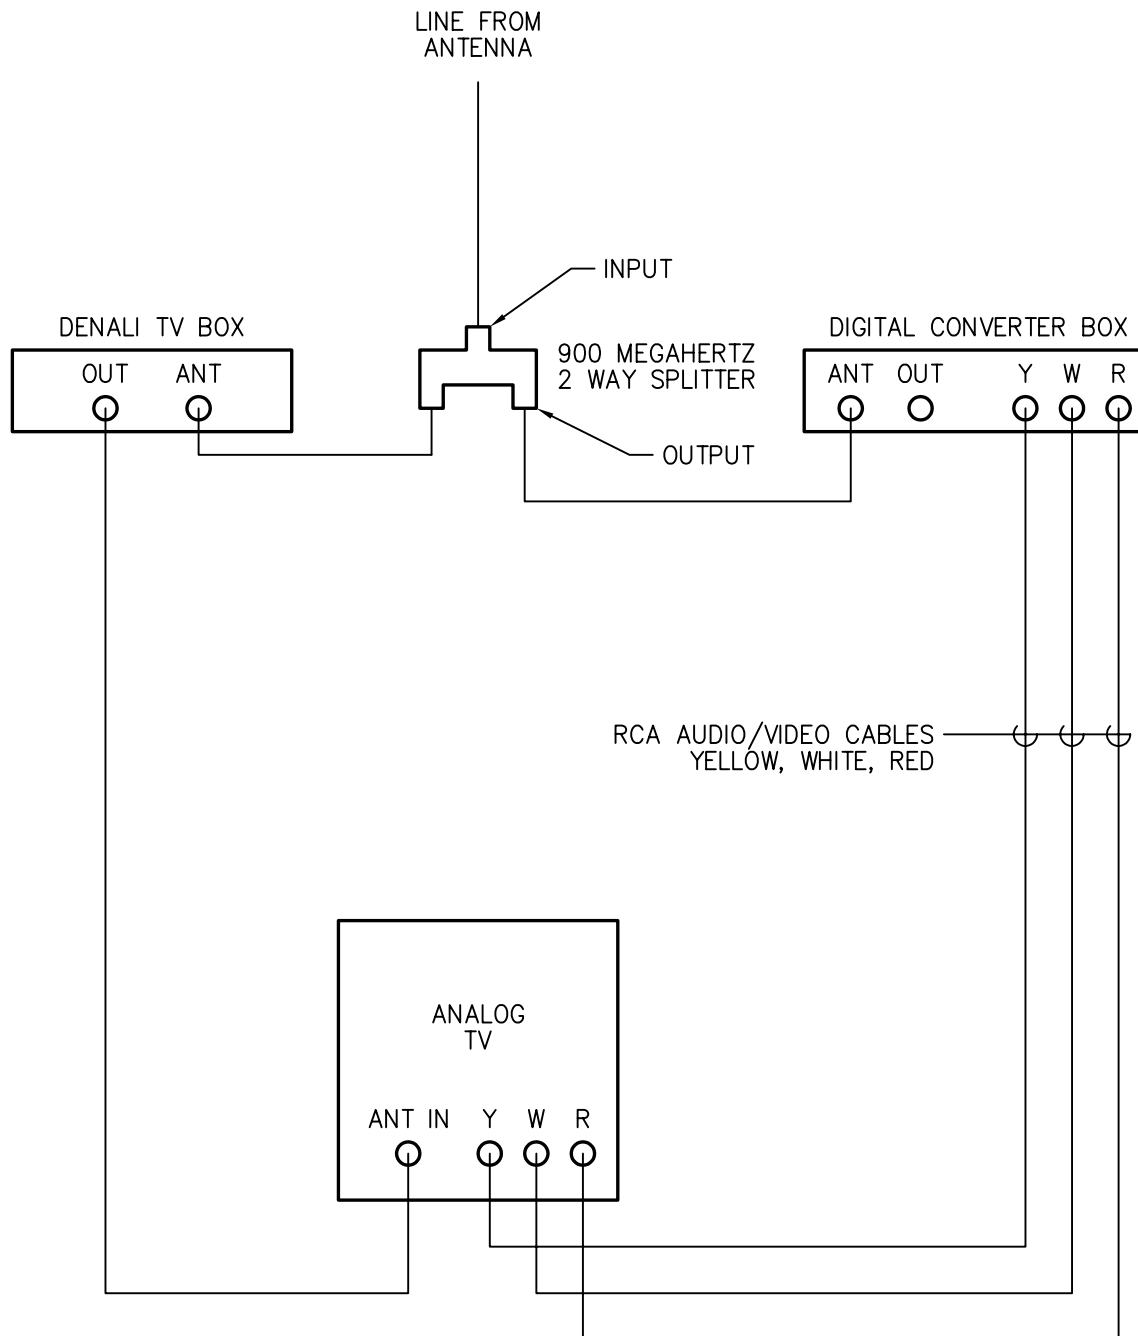 LINE FROM
ANTENNA
INPUT
DENALI TV BOX
900 MEGAHERTZ
2 WAY SPLITTER
DIGITAL CONVERTER BOX
OUT ANT
ANT OUT Y W R
OUTPUT
RCA AUDIO/VIDEO CABLES
YELLOW, WHITE, RED
ANALOG
TV
ANT IN Y W R